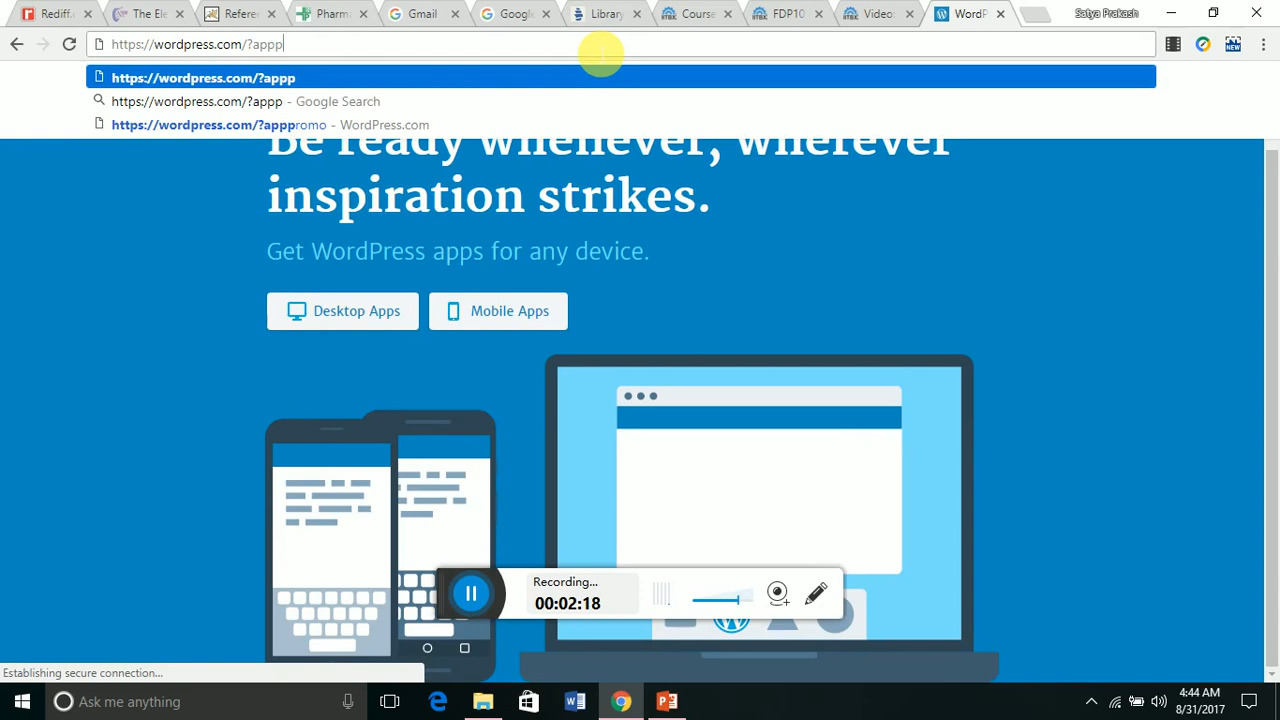 Rediff.
The Ele
Refere
Pharma
Gmail
Google
Library
Course
FDP10
Video
WordP
Satya Prakash
https://wordpress.com/?appp
https://wordpress.com/?appp
https://wordpress.com/?appp - Google Search
https://wordpress.com/?apppromo - WordPress.com
Be ready whenever, wherever
inspiration strikes.
Get WordPress apps for any device.
Desktop Apps
Mobile Apps
Recording...
00:02:18
Establishing secure connection...
Ask me anything
4:44 AM
8/31/2017